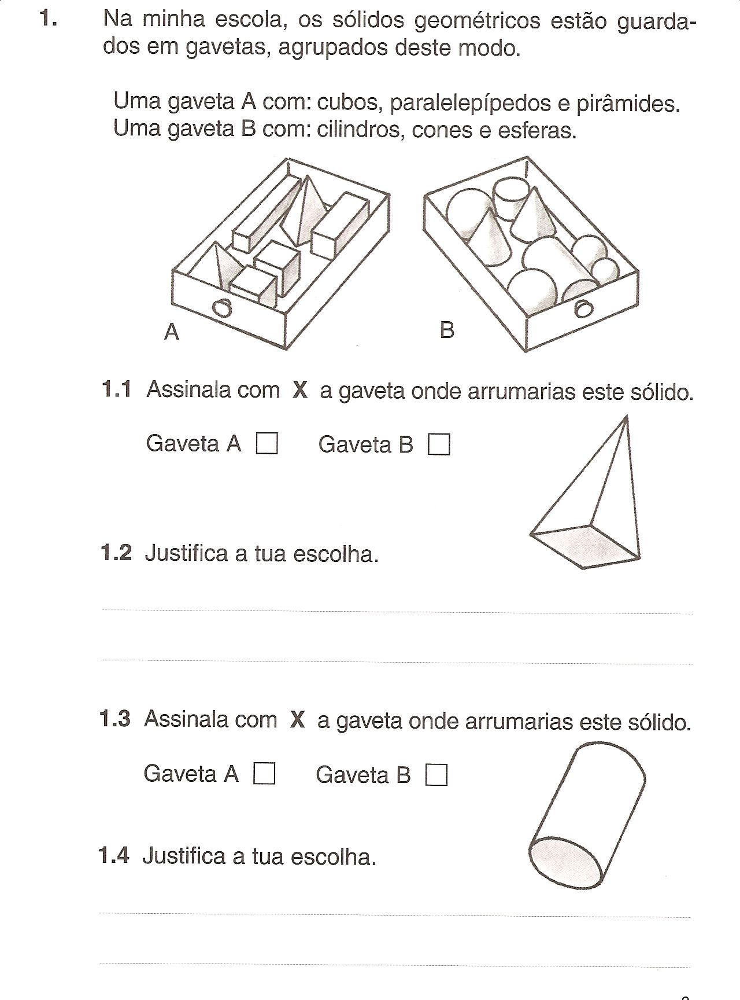 1. Na minha escola, os sólidos geométricos estão guarda-
dos em gavetas, agrupados deste modo.
Uma gaveta A com: cubos, paralelepípedos e pirâmides.
Uma gaveta B com: cilindros, cones e esferas.
A
B
1.1 Assinala com X a gaveta onde arrumarias este sólido.
Gaveta A □ Gaveta B □
1.2 Justifica a tua escolha.
1.3 Assinala com X a gaveta onde arrumarias este sólido.
Gaveta A □ Gaveta B □
1.4 Justifica a tua escolha.